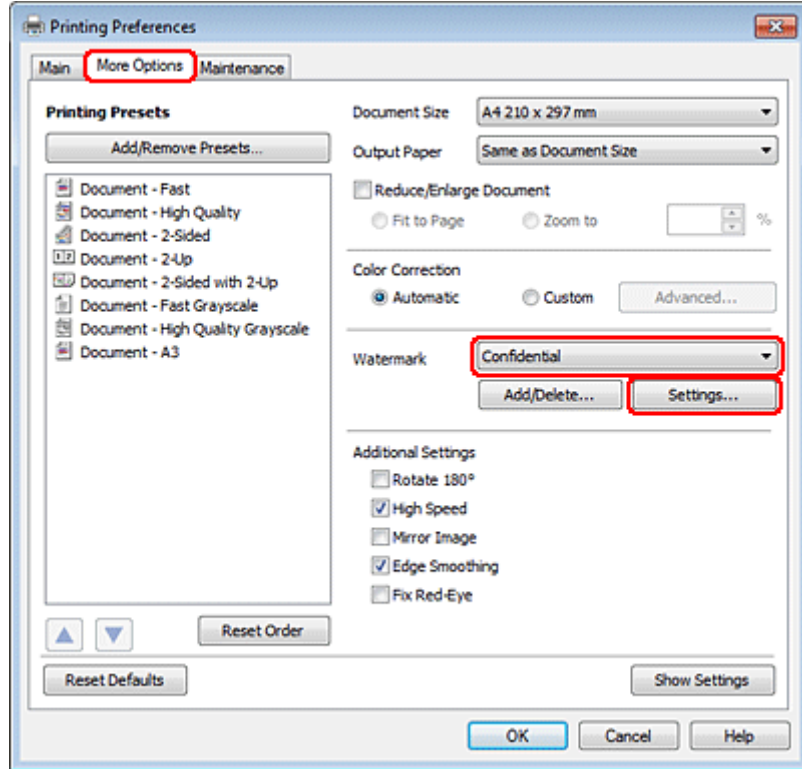 Printing Preferences
Main More Options Maintenance
Printing Presets
Add/Remove Presets...
Document - Fast
Document - High Quality
Document - 2-Sided
Document - 2-Up
Document - 2-Sided with 2-Up
Document - Fast Grayscale
Document - High Quality Grayscale
Document - A3
Reset Order
Document Size A4 210 x 297 mm
Output Paper Same as Document Size
Reduce/Enlarge Document
Fit to Page Zoom to %
Color Correction
Automatic Custom Advanced...
Watermark Confidential
Add/Delete... Settings...
Additional Settings
Rotate 180°
High Speed
Mirror Image
Edge Smoothing
Fix Red-Eye
Reset Defaults Show Settings
OK Cancel Help